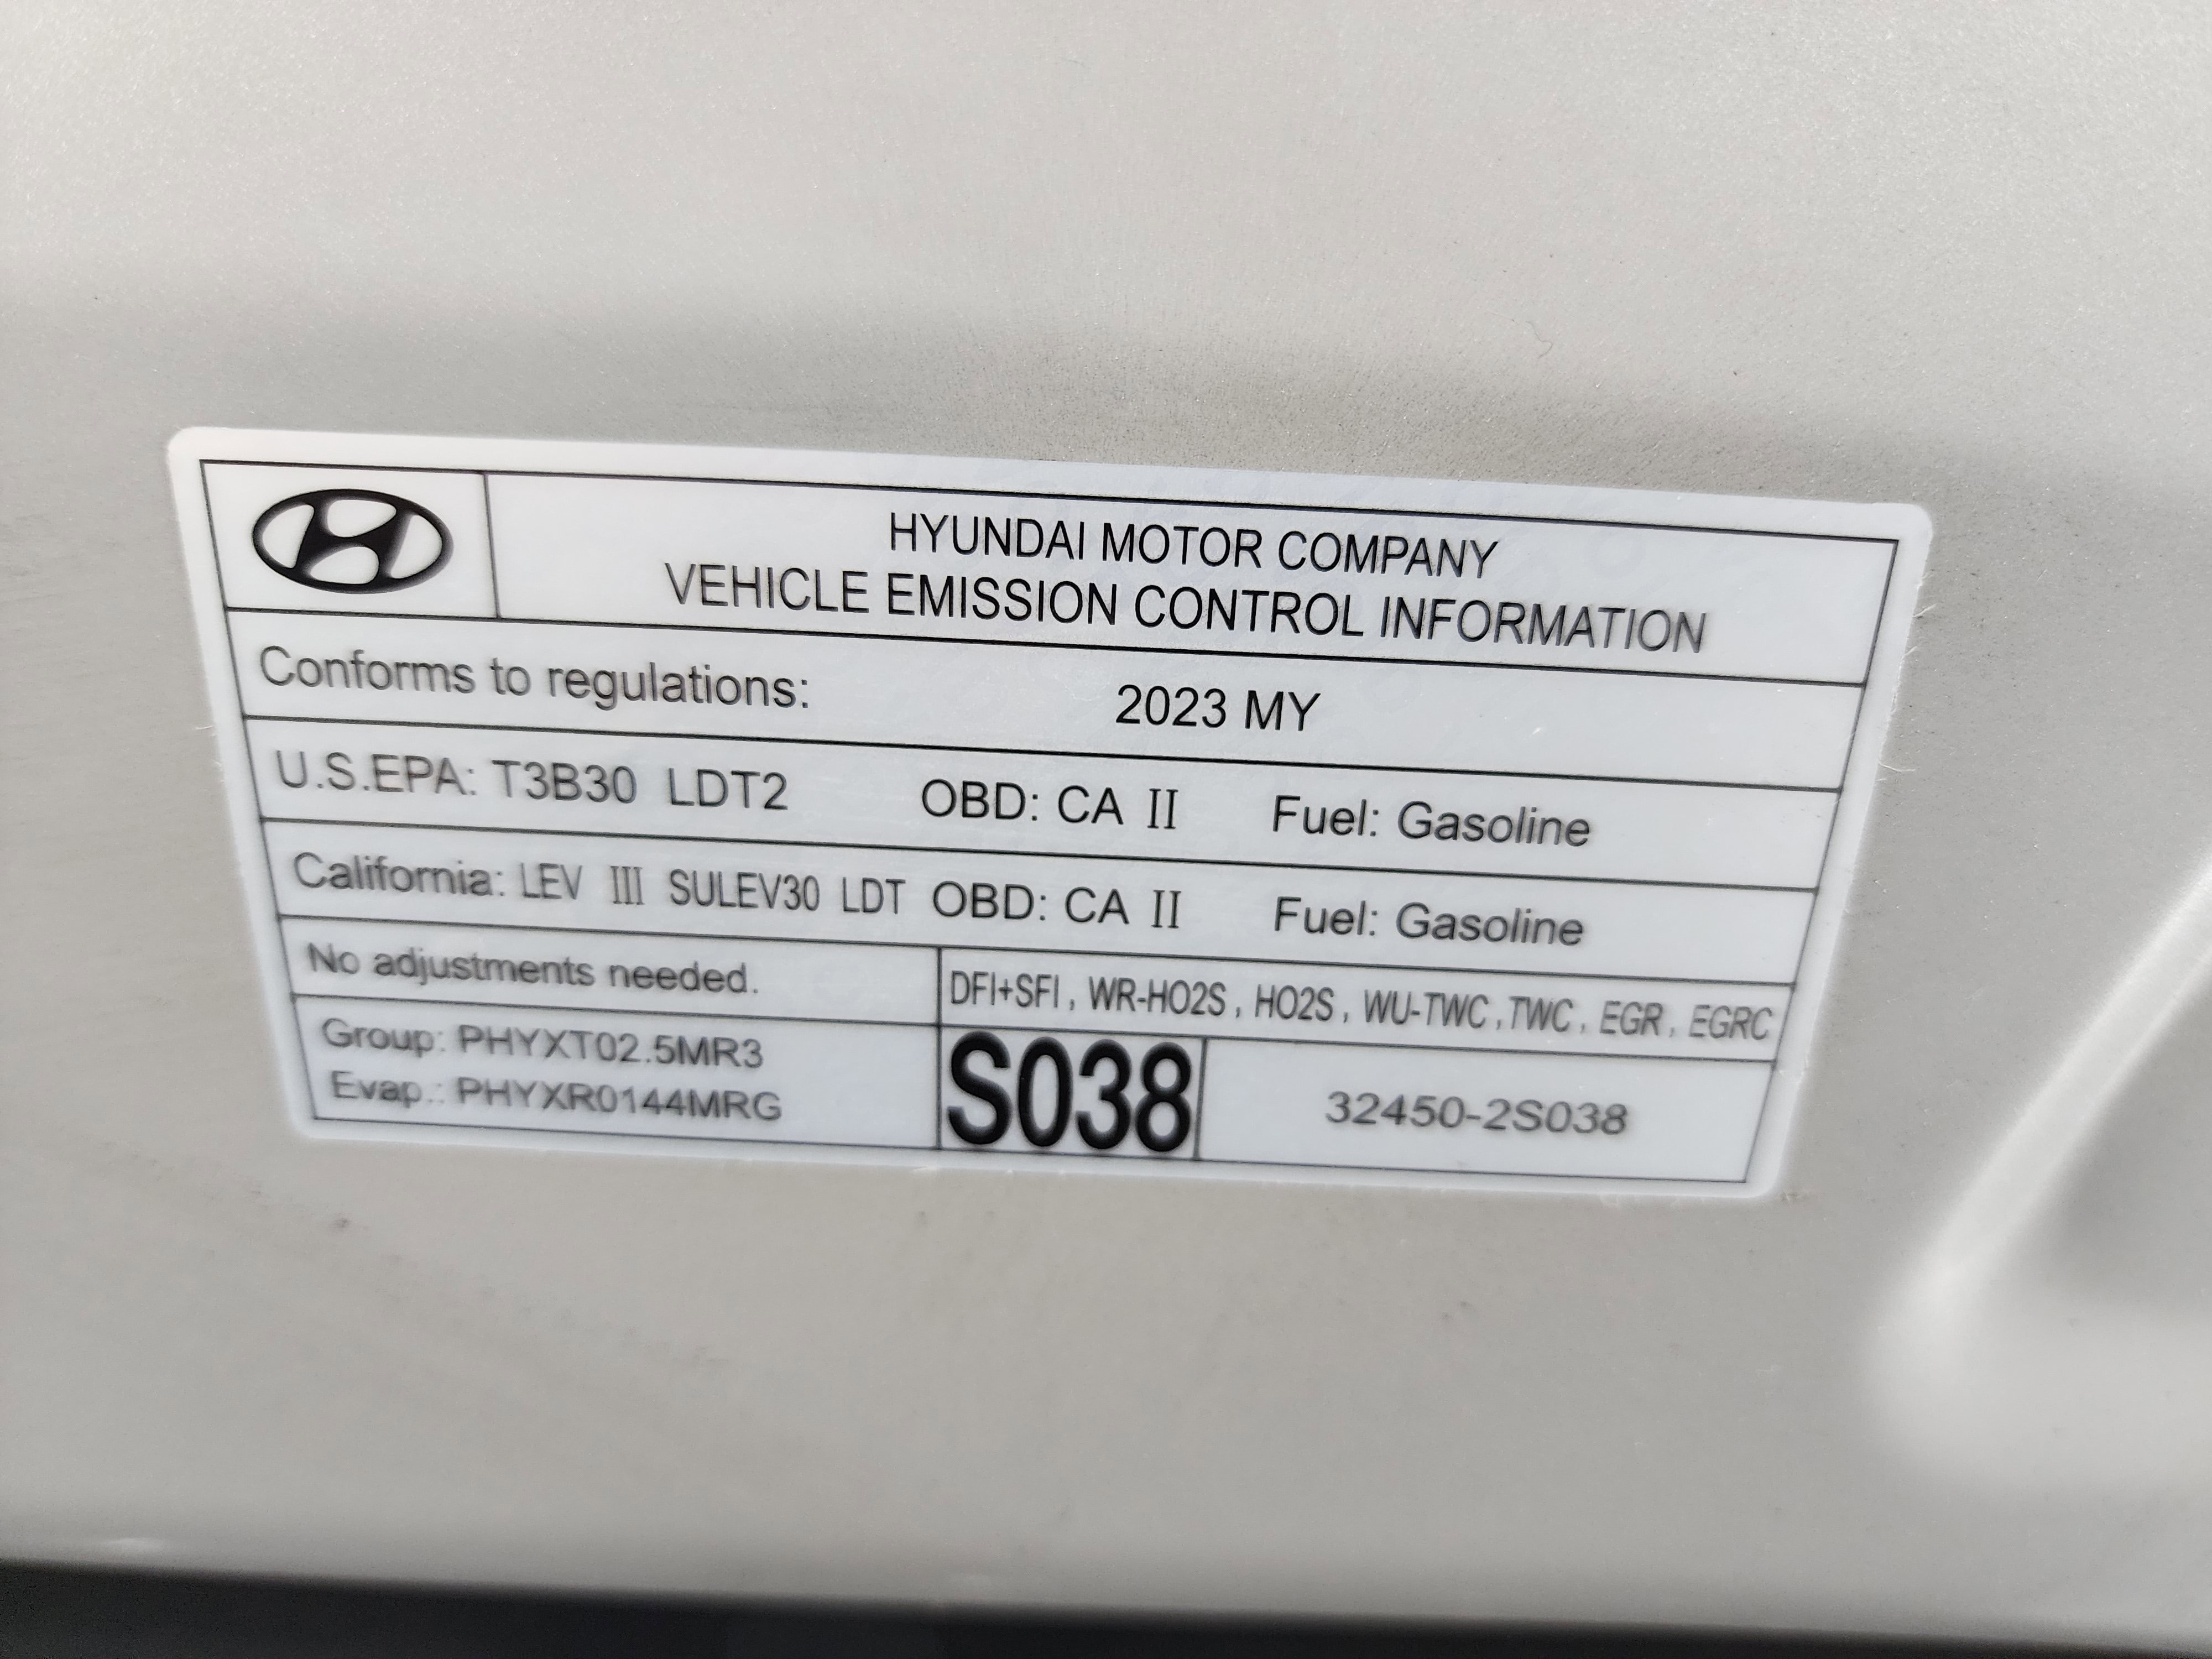 HYUNDAI MOTOR COMPANY
VEHICLE EMISSION CONTROL INFORMATION
Conforms to regulations: 2023 MY
U.S.EPA: T3B30 LDT2 OBD: CA II Fuel: Gasoline
California: LEV III SULEV30 LDT OBD: CA II Fuel: Gasoline
No adjustments needed.
DFI+SFI, WR-HO2S, HO2S, WU-TWC, TWC, EGR, EGRC
Group: PHYXT02.5MR3
Evap.: PHYXR0144MRG
S038
32450-2S038